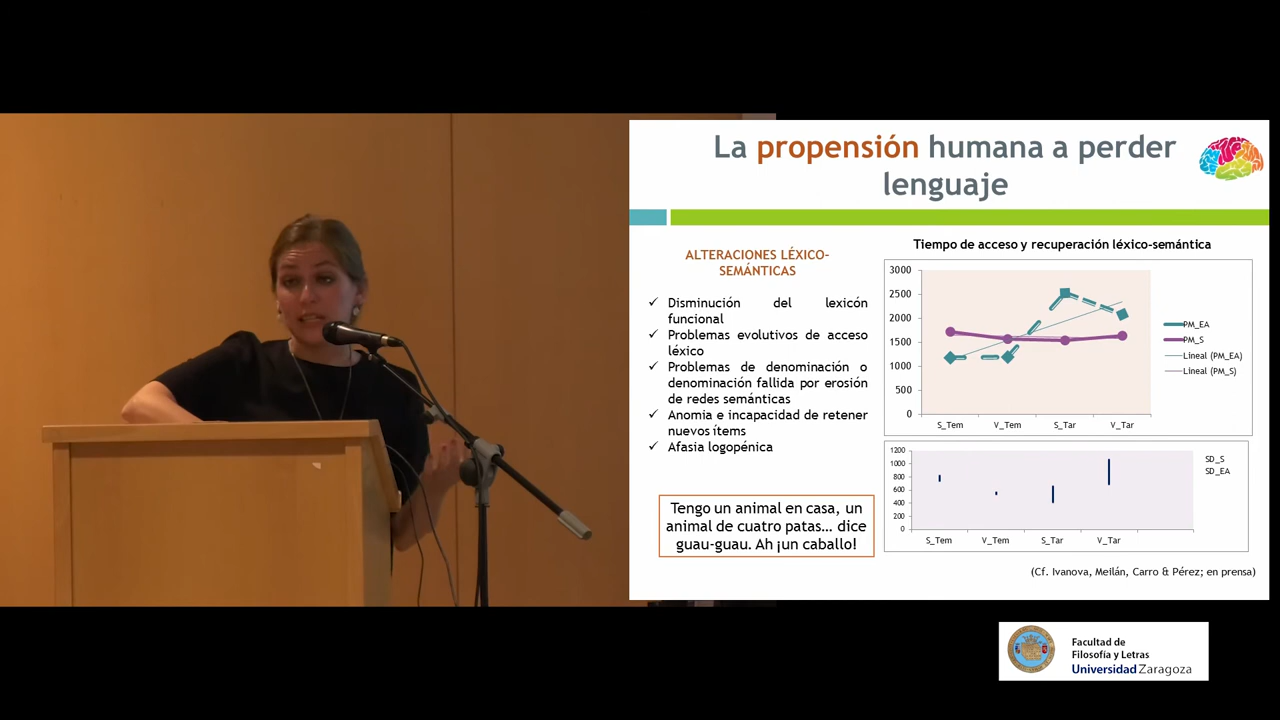 La propensión humana a perder
lenguaje
ALTERACIONES LÉXICO-
SEMÁNTICAS
Disminución del lexicón
funcional
Problemas evolutivos de acceso
léxico
Problemas de denominación o
denominación fallida por erosión
de redes semánticas
Anomia e incapacidad de retener
nuevos ítems
Afasia logopénica
Tengo un animal en casa, un
animal de cuatro patas... dice
guau-guau. Ah ¡un caballo!
Tiempo de acceso y recuperación léxico-semántica
3000
2500
2000
1500
1000
500
0
S_Tem V_Tem S_Tar V_Tar
PM_EA
PM_S
Lineal (PM_EA)
Lineal (PM_S)
1200
1000
800
600
400
200
0
S_Tem V_Tem S_Tar V_Tar
SD_S
SD_EA
(Cf. Ivanova, Meilán, Carro & Pérez; en prensa)
Facultad de
Filosofía y Letras
Universidad Zaragoza